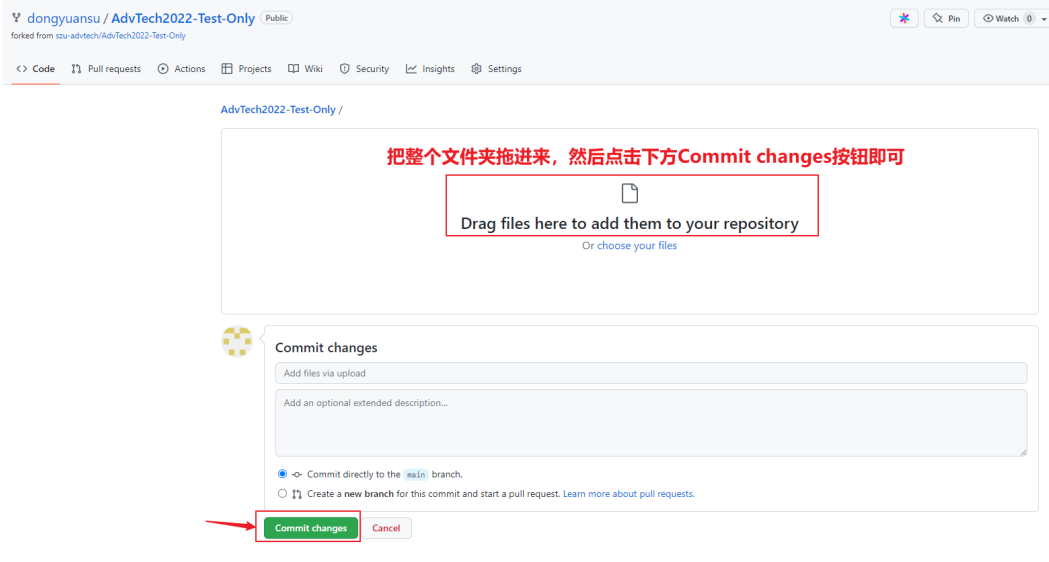 dongyuansu / AdvTech2022-Test-Only Public
Pin Watch 0
forked from szu-advtech/AdvTech2022-Test-Only
Code Pull requests Actions Projects Wiki Security Insights Settings
AdvTech2022-Test-Only /
把整个文件夹拖进来，然后点击下方Commit changes按钮即可
Drag files here to add them to your repository
Or choose your files
Commit changes
Add files via upload
Add an optional extended description...
Commit directly to the main branch.
Create a new branch for this commit and start a pull request. Learn more about pull requests.
Commit changes Cancel